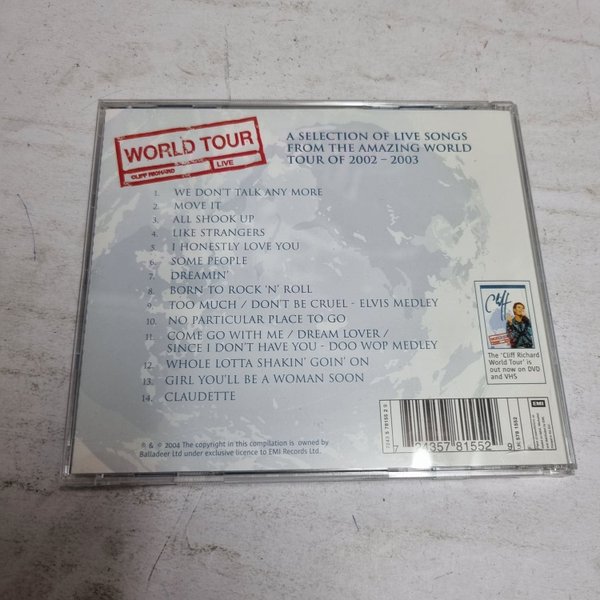 WORLD TOUR
CLIFF RICHARD LIVE
A SELECTION OF LIVE SONGS
FROM THE AMAZING WORLD
TOUR OF 2002 – 2003
1. WE DON'T TALK ANY MORE
2. MOVE IT
3. ALL SHOOK UP
4. LIKE STRANGERS
5. I HONESTLY LOVE YOU
6. SOME PEOPLE
7. DREAMIN'
8. BORN TO ROCK 'N' ROLL
9. TOO MUCH / DON'T BE CRUEL - ELVIS MEDLEY
10. NO PARTICULAR PLACE TO GO
11. COME GO WITH ME / DREAM LOVER /
SINCE I DON'T HAVE YOU - DOO WOP MEDLEY
12. WHOLE LOTTA SHAKIN' GOIN' ON
13. GIRL YOU'LL BE A WOMAN SOON
14. CLAUDETTE
Cliff
The 'Cliff Richard
World Tour' is
out now on DVD
and VHS
℗ & © 2004 The copyright in this compilation is owned by
Balladeer Ltd under exclusive licence to EMI Records Ltd.
7243 5 78155 2 9
7 24357 81552 9
EMI